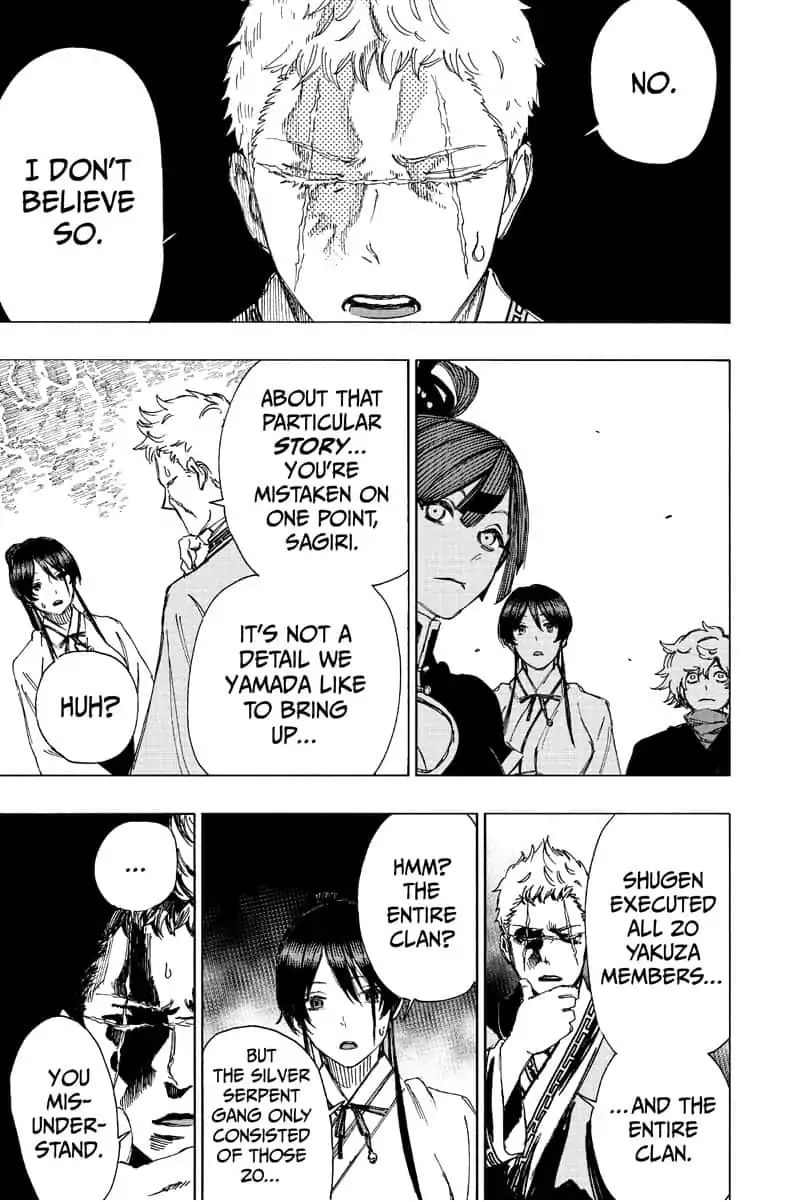 NO.
I DON'T
BELIEVE
SO.
ABOUT THAT
PARTICULAR
STORY...
YOU'RE
MISTAKEN ON
ONE POINT,
SAGIRI.
IT'S NOT A
DETAIL WE
YAMADA LIKE
TO BRING
UP...
HUH?
SHUGEN
EXECUTED
ALL 20
YAKUZA
MEMBERS...
...AND THE
ENTIRE
CLAN.
HMM?
THE
ENTIRE
CLAN?
BUT
THE SILVER
SERPENT
GANG ONLY
CONSISTED
OF THOSE
20...
...
YOU
MIS-
UNDER-
STAND.